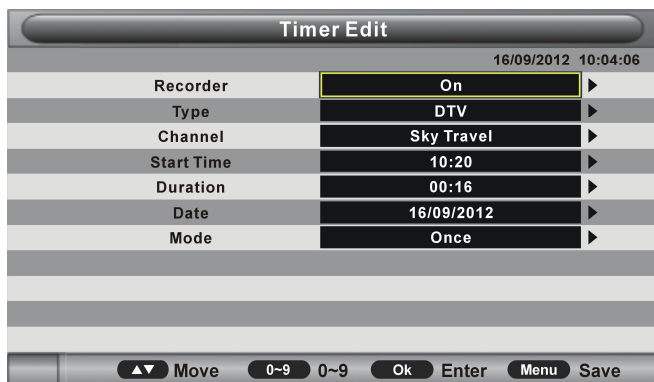 Timer Edit
16/09/2012 10:04:06
Recorder On
Type DTV
Channel Sky Travel
Start Time 10:20
Duration 00:16
Date 16/09/2012
Mode Once
Move 0~9 0~9 Ok Enter Menu Save